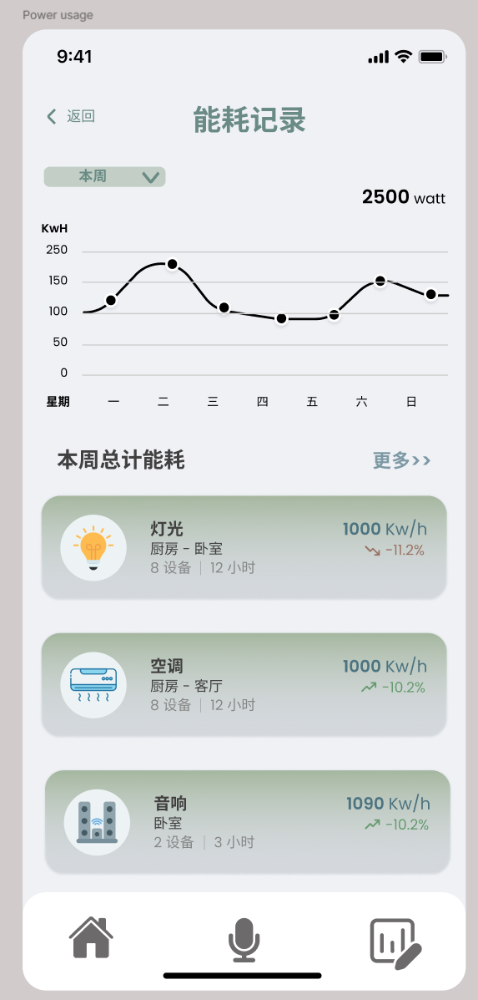 Power usage
9:41
返回
能耗记录
本周
2500 watt
KwH
250
150
100
50
0
星期 一 二 三 四 五 六 日
本周总计能耗
更多>>
灯光
1000 Kw/h
厨房 - 卧室
-11.2%
8 设备 | 12 小时
空调
1000 Kw/h
厨房 - 客厅
-10.2%
8 设备 | 12 小时
音响
1090 Kw/h
卧室
-10.2%
2 设备 | 3 小时